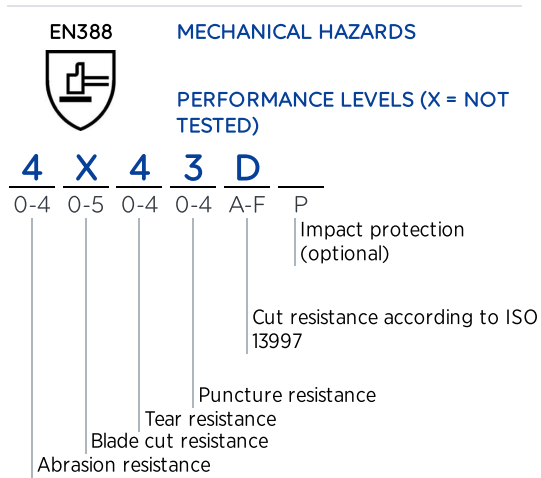 EN388
MECHANICAL HAZARDS
PERFORMANCE LEVELS (X = NOT
TESTED)
4 X 4 3 D
0-4 0-5 0-4 0-4 A-F P
Impact protection
(optional)
Cut resistance according to ISO
13997
Puncture resistance
Tear resistance
Blade cut resistance
Abrasion resistance